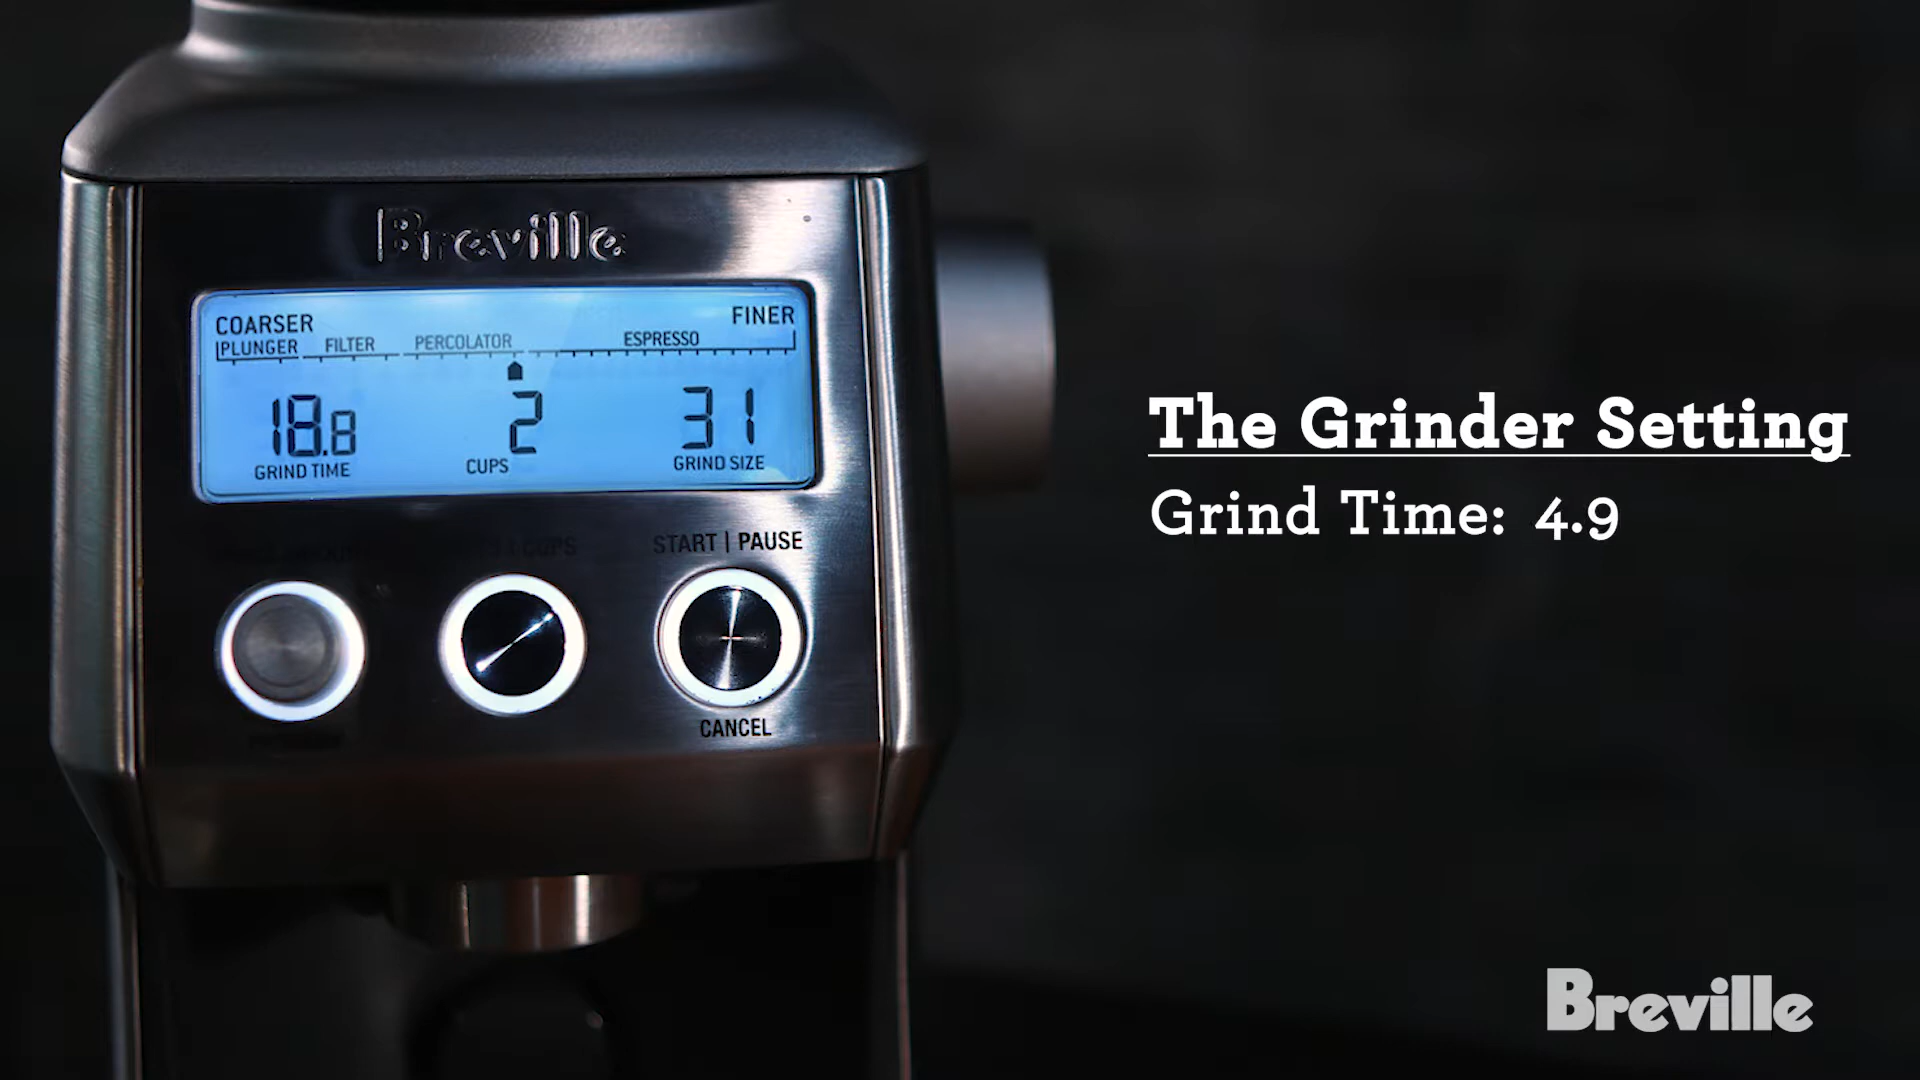 Breville
COARSER
FINER
PLUNGER FILTER PERCOLATOR ESPRESSO
18.8 2 31
GRIND TIME CUPS GRIND SIZE
START | PAUSE
CANCEL
The Grinder Setting
Grind Time: 4.9
Breville